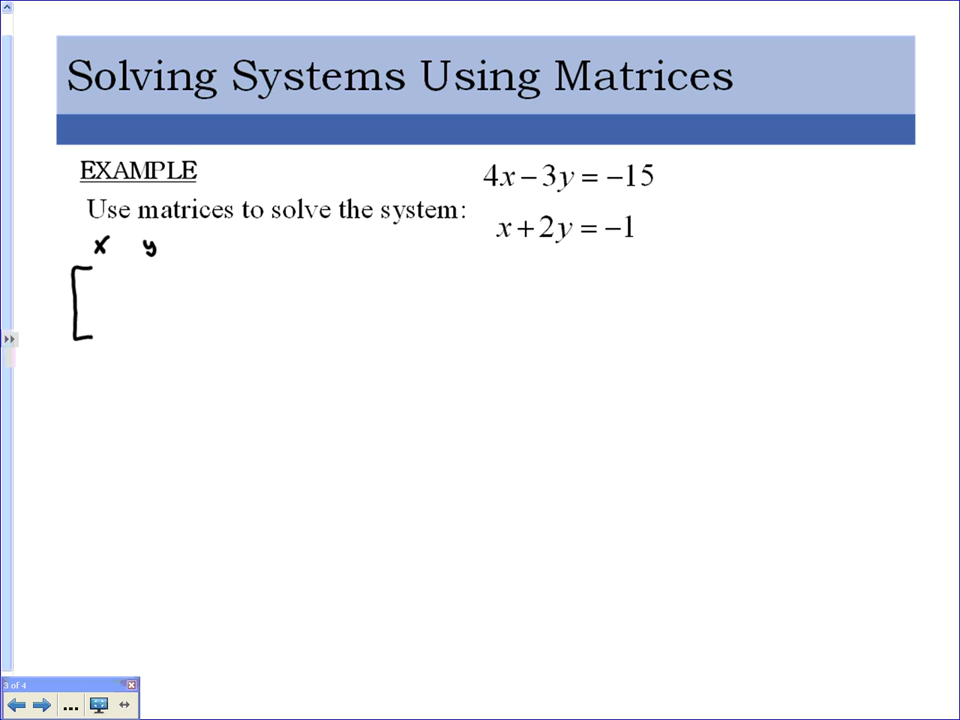 Solving Systems Using Matrices
EXAMPLE
4x − 3y = −15
Use matrices to solve the system:
x + 2y = −1
x y
[
3 of 4
...